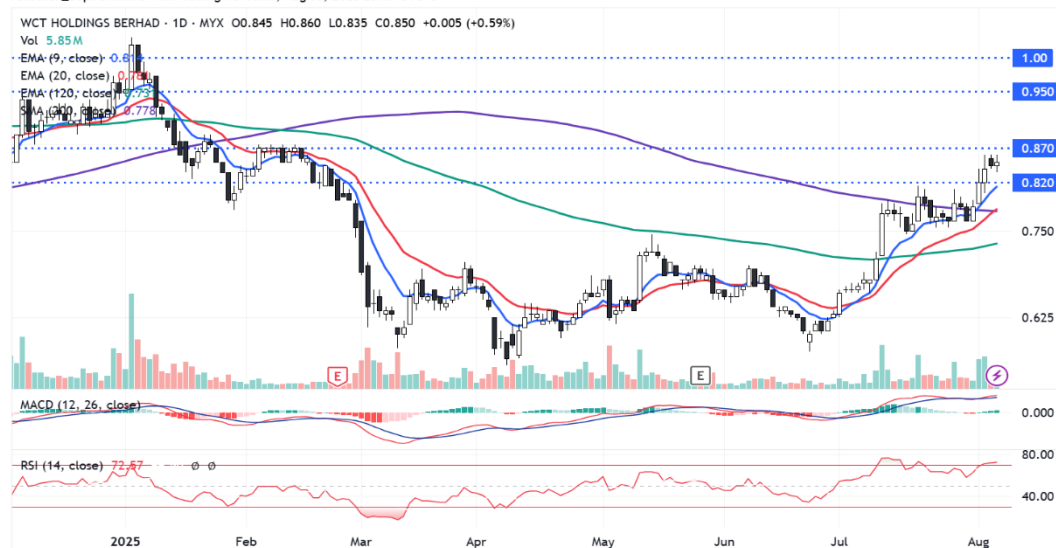 WCT HOLDINGS BERHAD · 1D · MYX O0.845 H0.860 L0.835 C0.850 +0.005 (+0.59%)
Vol 5.85M
EMA (9, close)
EMA (20, close)
EMA (120, close)
SMA (200, close) 0.778
1.00
0.950
0.870
0.820
0.750
0.625
E
E
MACD (12, 26, close)
0.000
RSI (14, close) 72.57 Ø Ø
80.00
40.00
2025 Feb Mar Apr May Jun Jul Aug